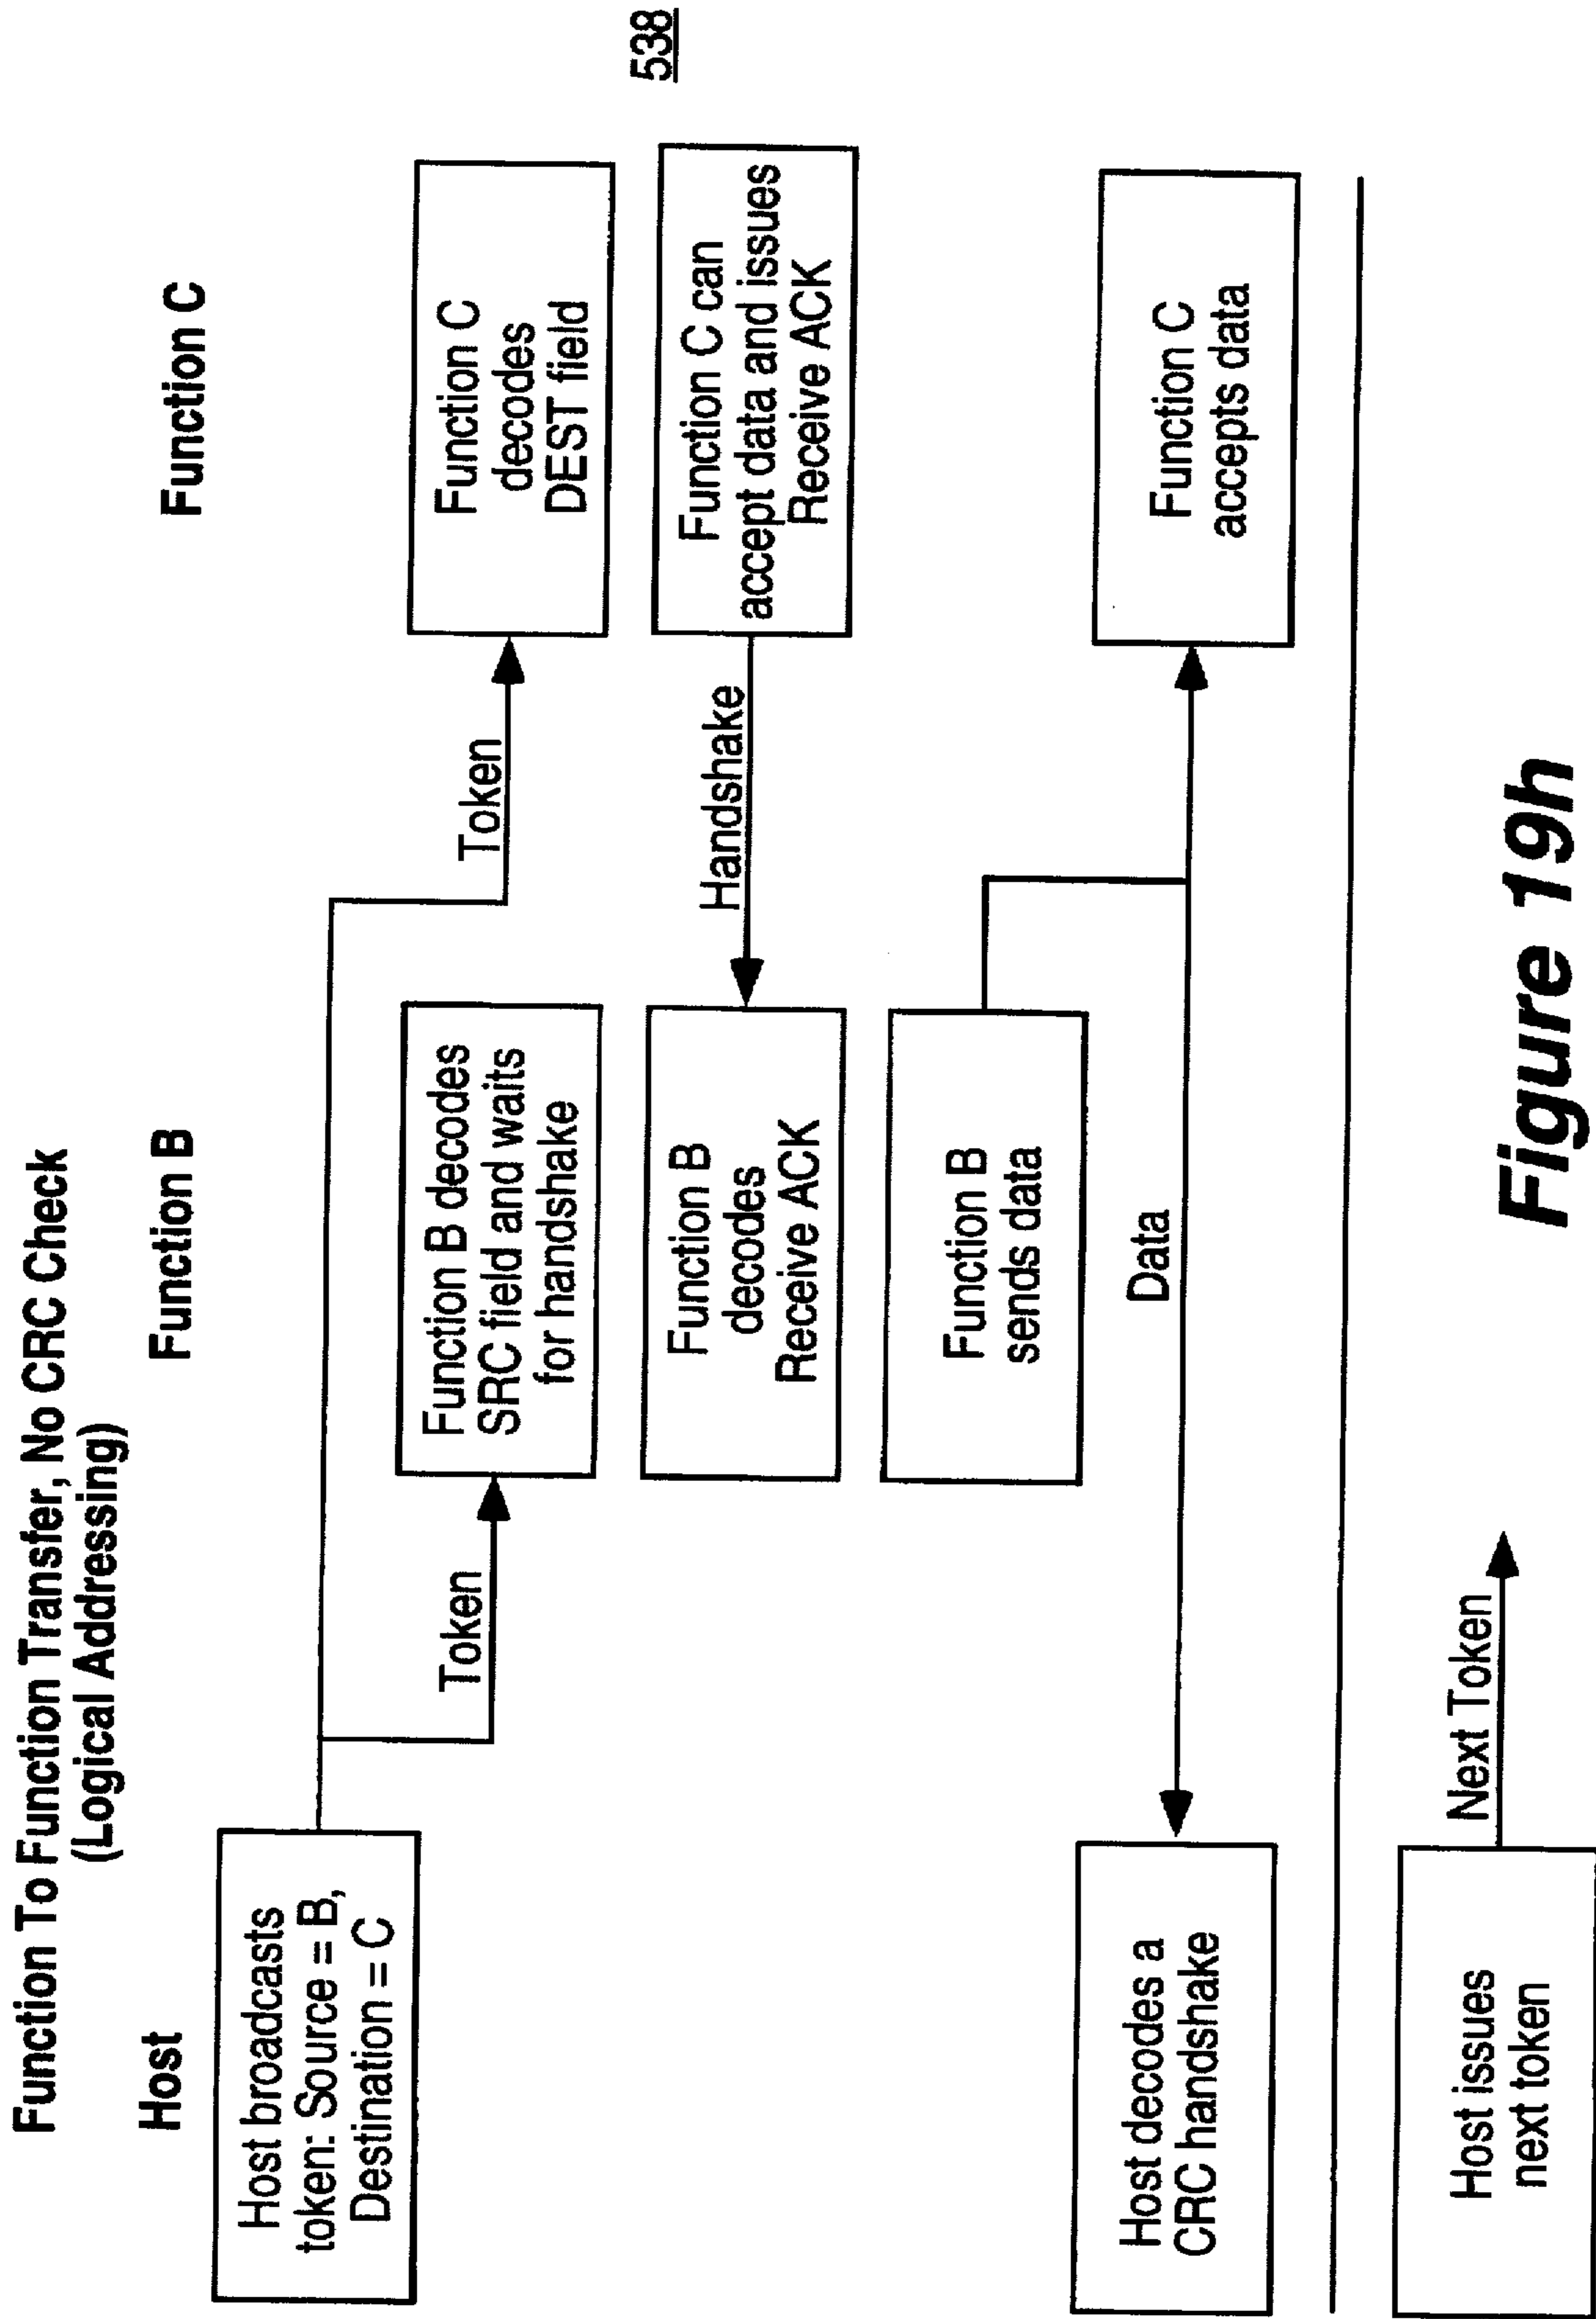 Function To Function Transfer, No CRC Check
(Logical Addressing)
Host
Function B
Function C
538
Host broadcasts
token: Source = B,
Destination = C
Token
Token
Function B decodes
SRC field and waits
for handshake
Function C
decodes
DEST field
Function B
decodes
Receive ACK
Handshake
Function C can
accept data and issues
Receive ACK
Function B
sends data
Data
Host decodes a
CRC handshake
Function C
accepts data
Host issues
next token
Next Token
Figure 19h